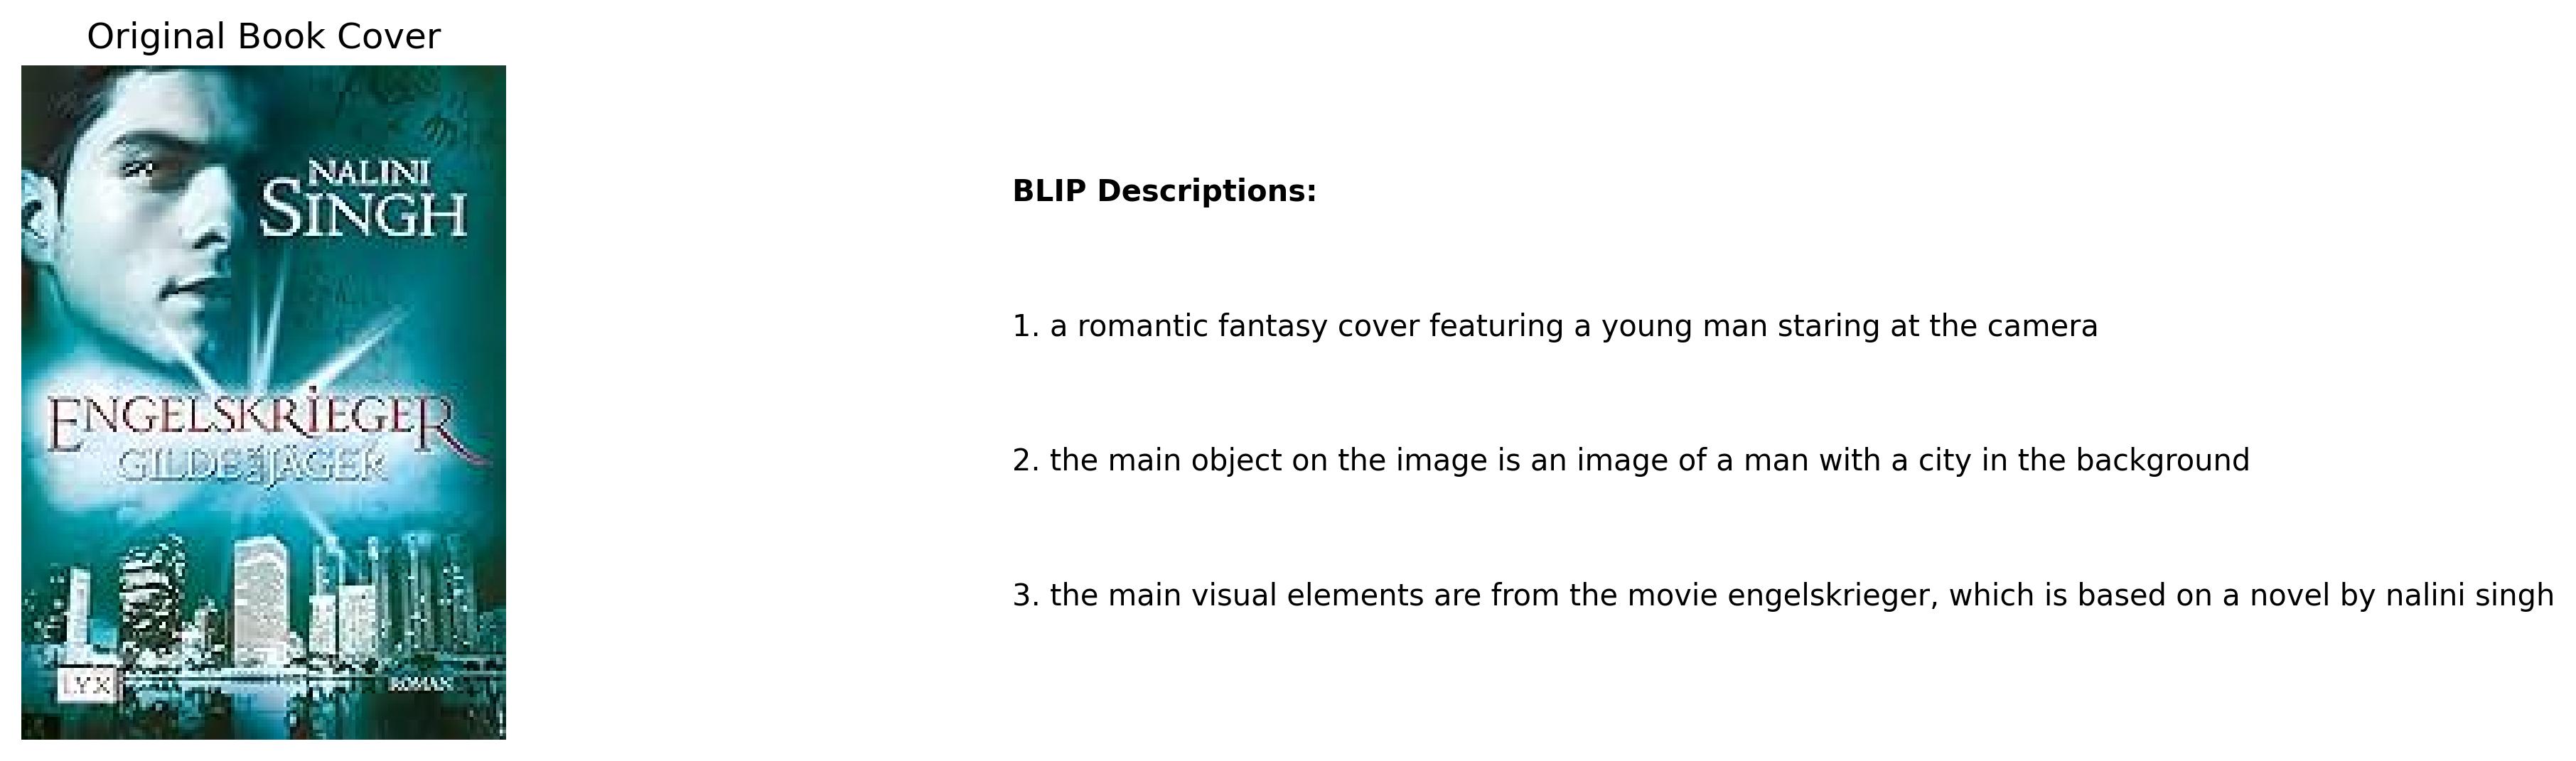 Original Book Cover
NALINI
SINGH
ENGELSKRIEGER
GILDE DER JÄGER
LYX
ROMAN
BLIP Descriptions:
1. a romantic fantasy cover featuring a young man staring at the camera
2. the main object on the image is an image of a man with a city in the background
3. the main visual elements are from the movie engelskrieger, which is based on a novel by nalini singh